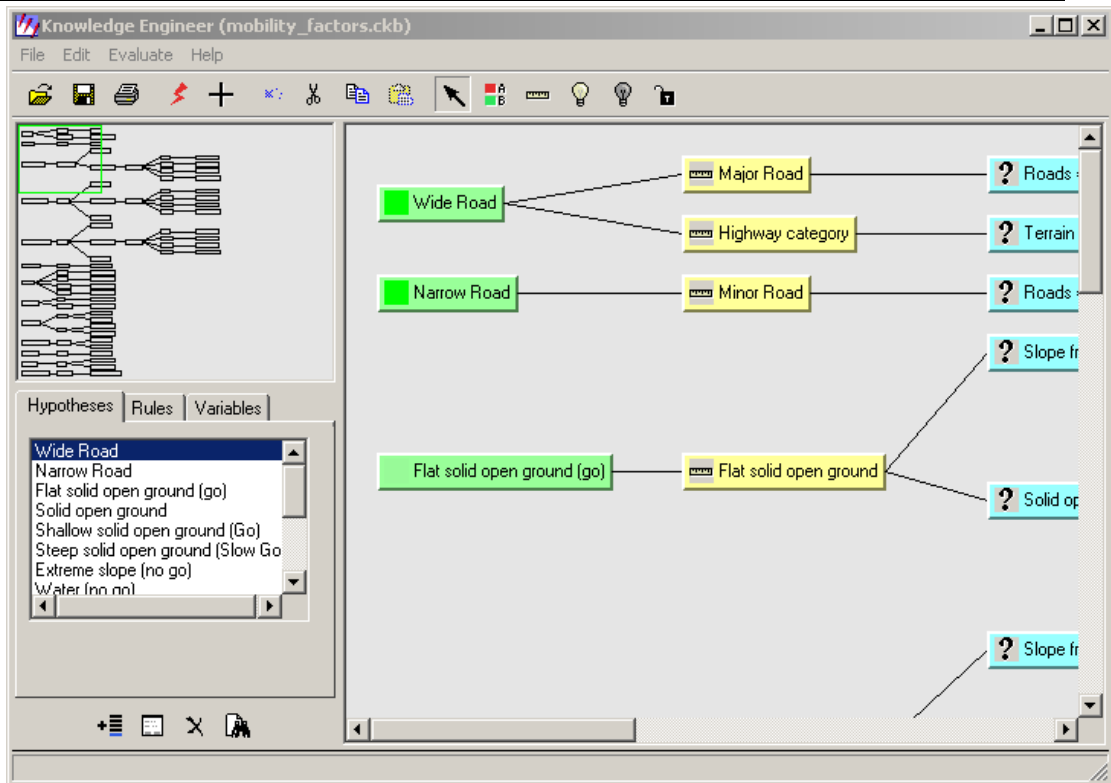 Knowledge Engineer (mobility_factors.ckb)
File Edit Evaluate Help
A
B
Wide Road
Major Road
? Roads
Highway category
? Terrain
Narrow Road
Minor Road
? Roads
? Slope fr
Flat solid open ground (go)
Flat solid open ground
? Solid op
? Slope fr
Hypotheses Rules Variables
Wide Road
Narrow Road
Flat solid open ground (go)
Solid open ground
Shallow solid open ground (Go)
Steep solid open ground (Slow Go
Extreme slope (no go)
Water (no go)